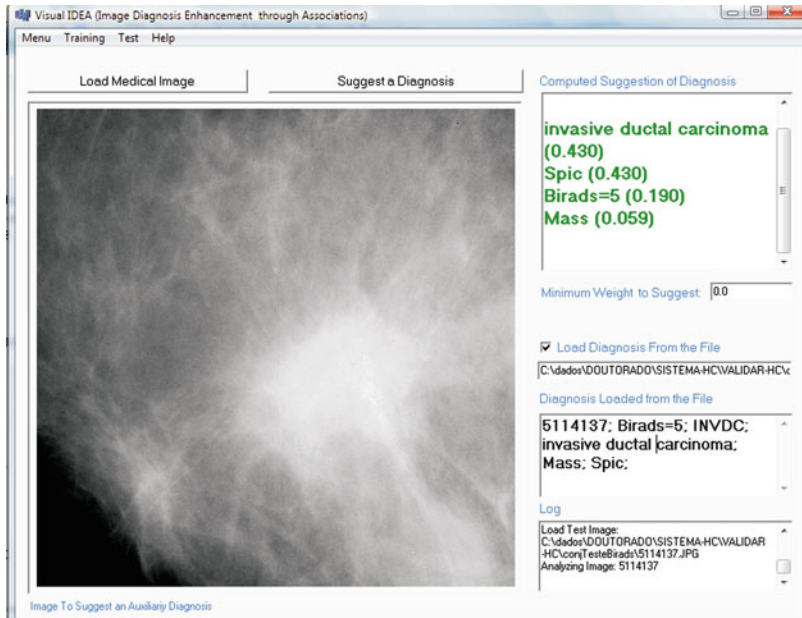 Visual IDEA (Image Diagnosis Enhancement through Associations)
Menu Training Test Help
Load Medical Image
Suggest a Diagnosis
Computed Suggestion of Diagnosis
invasive ductal carcinoma
(0.430)
Spic (0.430)
Birads=5 (0.190)
Mass (0.059)
Minimum Weight to Suggest: 0.0
Load Diagnosis From the File
C:\dados\DOUTORADO\SISTEMA-HC\VALIDAR-HC\c
Diagnosis Loaded from the File
5114137; Birads=5; INVDC;
invasive ductal carcinoma;
Mass; Spic;
Log
Load Test Image:
C:\dados\DOUTORADO\SISTEMA-HC\VALIDAR
-HC\conjTesteBirads\5114137.JPG
Analyzing Image: 5114137
Image To Suggest an Auxiliariy Diagnosis